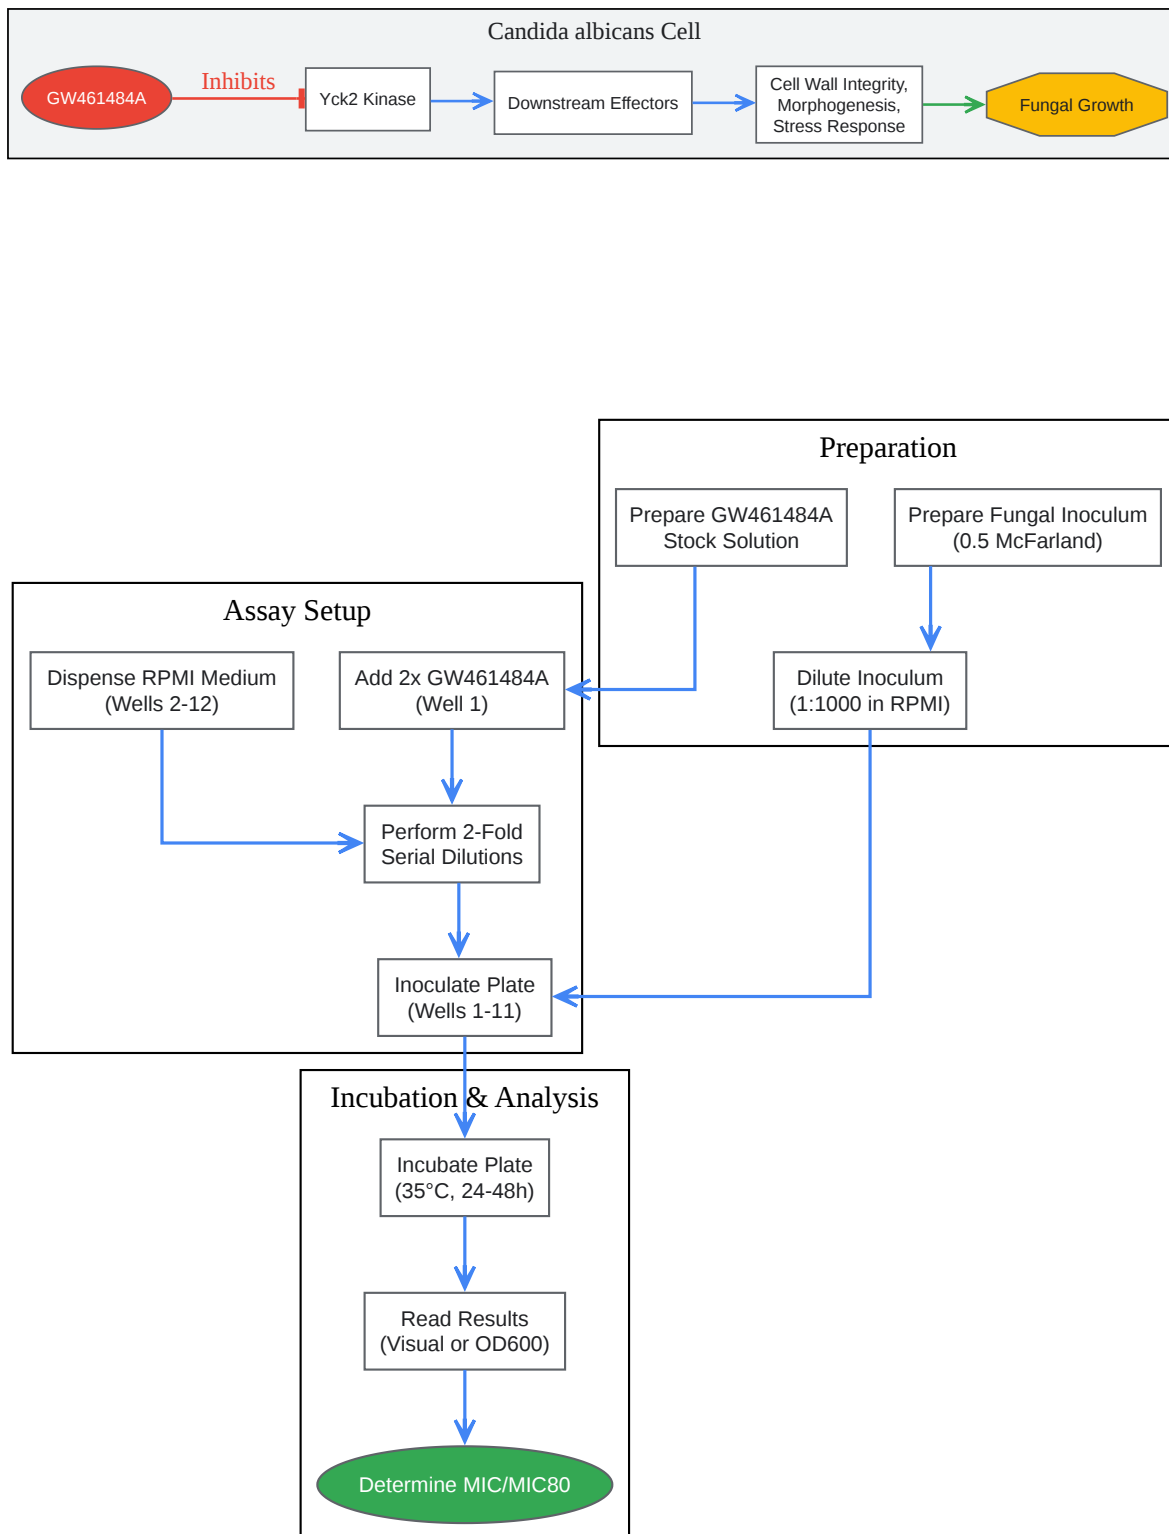 Candida albicans Cell
GW461484A
Inhibits
Yck2 Kinase
Downstream Effectors
Cell Wall Integrity,
Morphogenesis,
Stress Response
Fungal Growth
Preparation
Prepare GW461484A
Stock Solution
Prepare Fungal Inoculum
(0.5 McFarland)
Dilute Inoculum
(1:1000 in RPMI)
Assay Setup
Dispense RPMI Medium
(Wells 2-12)
Add 2x GW461484A
(Well 1)
Perform 2-Fold
Serial Dilutions
Inoculate Plate
(Wells 1-11)
Incubation & Analysis
Incubate Plate
(35°C, 24-48h)
Read Results
(Visual or OD600)
Determine MIC/MIC80